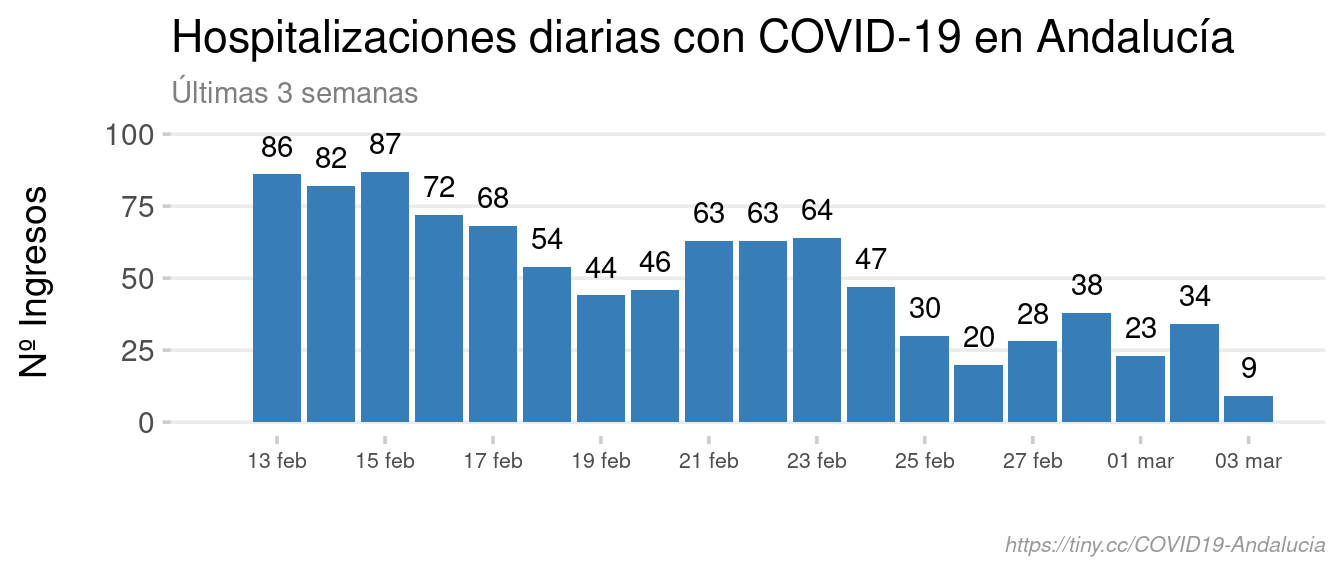 Hospitalizaciones diarias con COVID-19 en Andalucía
Últimas 3 semanas
Nº Ingresos
100
75
50
25
0
86
82
87
72
68
54
44
46
63
63
64
47
30
20
28
38
23
34
9
13 feb
15 feb
17 feb
19 feb
21 feb
23 feb
25 feb
27 feb
01 mar
03 mar
https://tiny.cc/COVID19-Andalucia